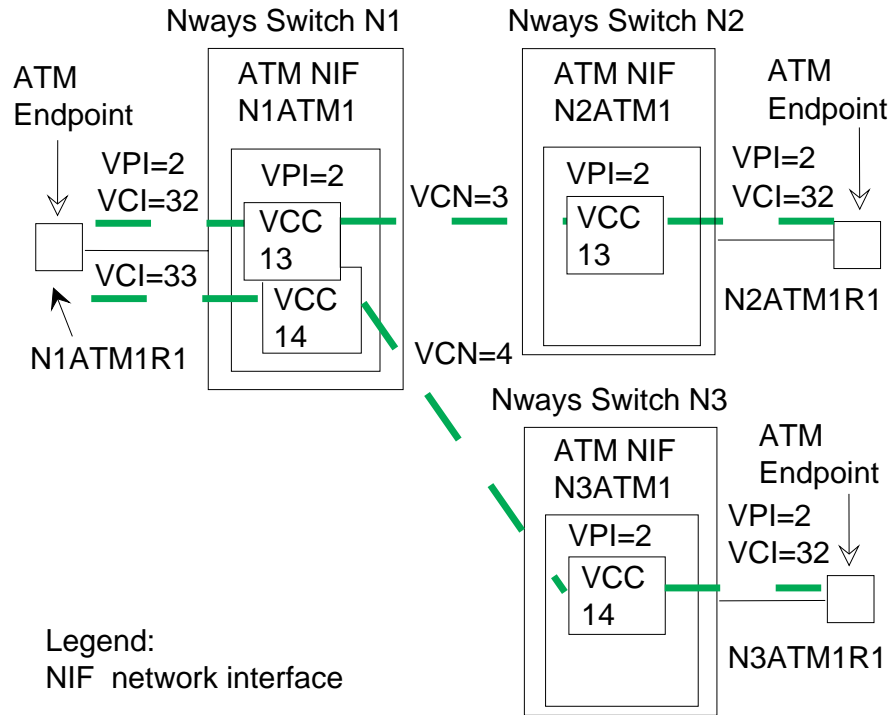 Nways Switch N1
Nways Switch N2
ATM
Endpoint
ATM NIF
N1ATM1
ATM NIF
N2ATM1
ATM
Endpoint
VPI=2
VCI=32
VPI=2
VCC
13
VCN=3
VPI=2
VCC
13
VPI=2
VCI=32
VCI=33
VCC
14
N1ATM1R1
N2ATM1R1
VCN=4
Nways Switch N3
ATM NIF
N3ATM1
ATM
Endpoint
VPI=2
VCC
14
VPI=2
VCI=32
N3ATM1R1
Legend:
NIF network interface